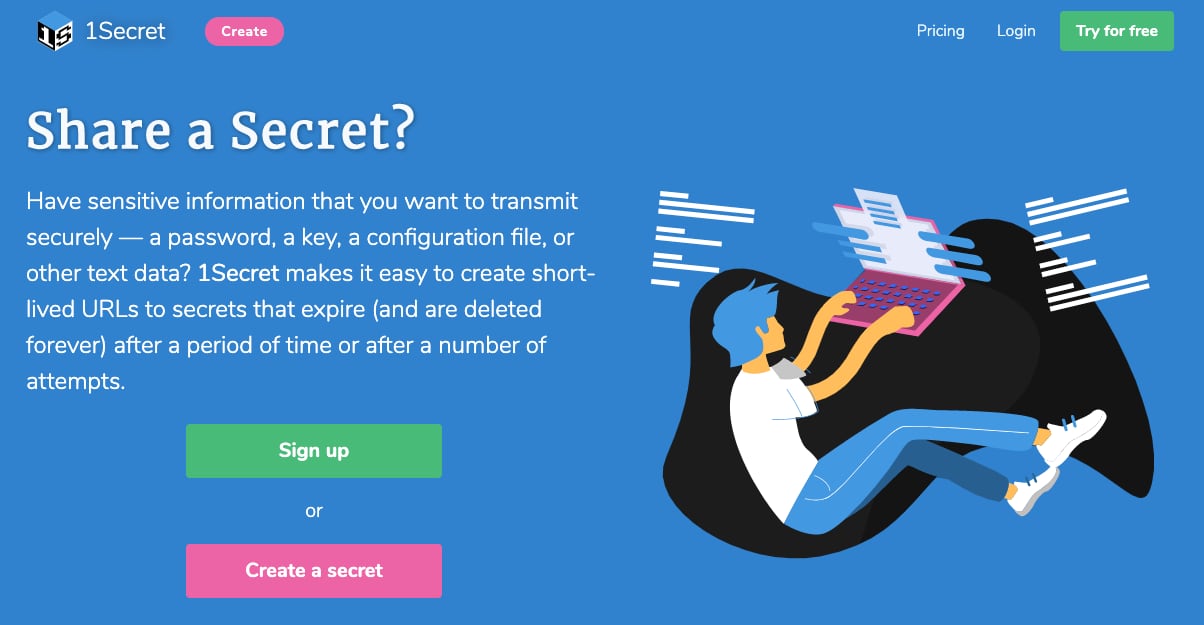 1S 1Secret Create Pricing Login Try for free
Share a Secret?
Have sensitive information that you want to transmit
securely — a password, a key, a configuration file, or
other text data? 1Secret makes it easy to create short-
lived URLs to secrets that expire (and are deleted
forever) after a period of time or after a number of
attempts.
Sign up
or
Create a secret